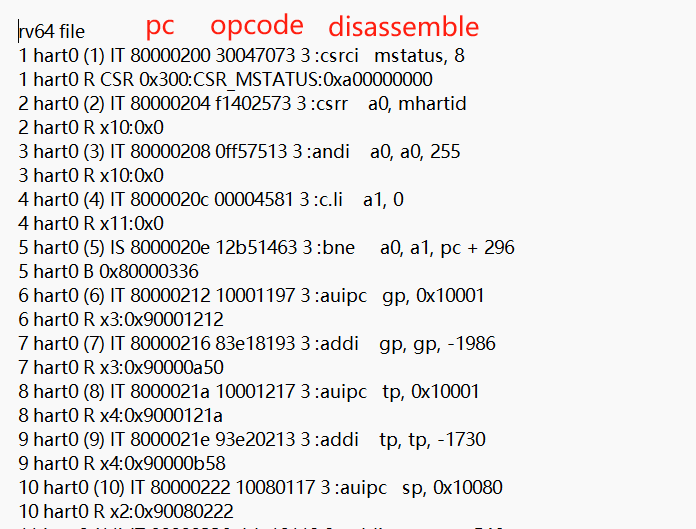 pc opcode disassemble
rv64 file
1 hart0 (1) IT 80000200 30047073 3 :csrci mstatus, 8
1 hart0 R CSR 0x300:CSR_MSTATUS:0xa00000000
2 hart0 (2) IT 80000204 f1402573 3 :csrr a0, mhartid
2 hart0 R x10:0x0
3 hart0 (3) IT 80000208 0ff57513 3 :andi a0, a0, 255
3 hart0 R x10:0x0
4 hart0 (4) IT 8000020c 00004581 3 :c.li a1, 0
4 hart0 R x11:0x0
5 hart0 (5) IS 8000020e 12b51463 3 :bne a0, a1, pc + 296
5 hart0 B 0x80000336
6 hart0 (6) IT 80000212 10001197 3 :auipc gp, 0x10001
6 hart0 R x3:0x90001212
7 hart0 (7) IT 80000216 83e18193 3 :addi gp, gp, -1986
7 hart0 R x3:0x90000a50
8 hart0 (8) IT 8000021a 10001217 3 :auipc tp, 0x10001
8 hart0 R x4:0x9000121a
9 hart0 (9) IT 8000021e 93e20213 3 :addi tp, tp, -1730
9 hart0 R x4:0x90000b58
10 hart0 (10) IT 80000222 10080117 3 :auipc sp, 0x10080
10 hart0 R x2:0x90080222